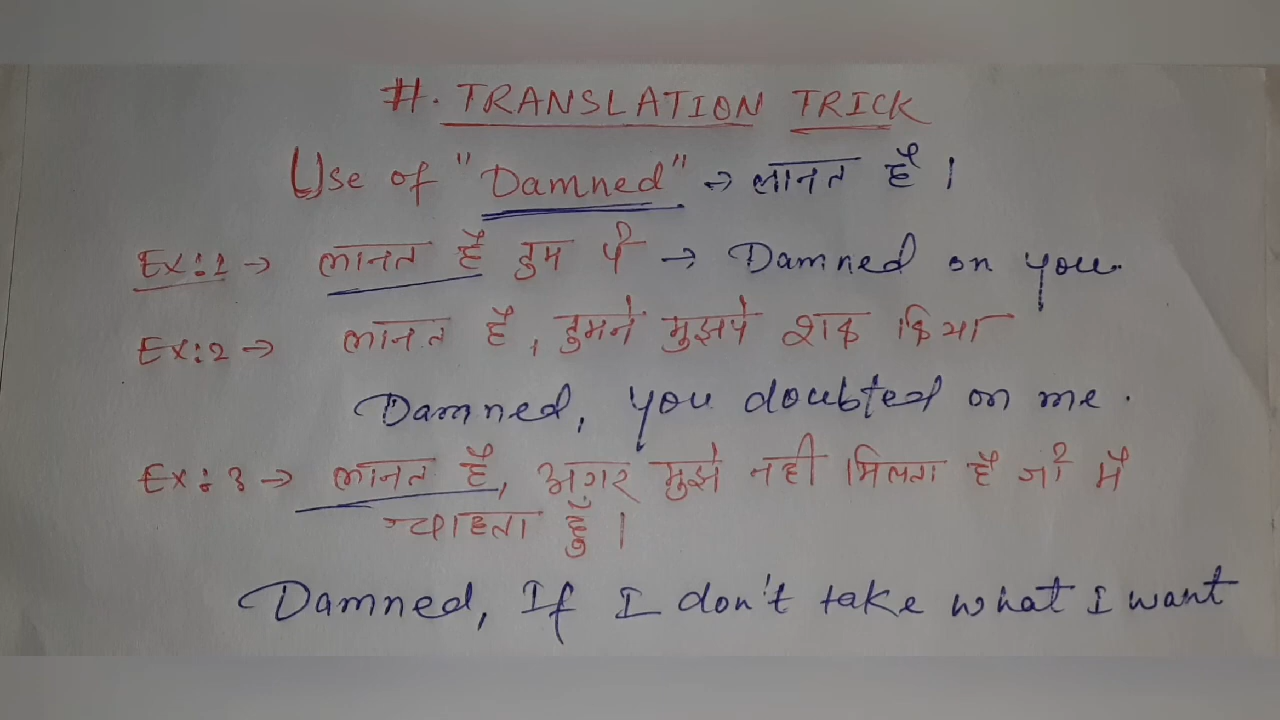 #. TRANSLATION TRICK
Use of "Damned" → लानत है।
Ex:1 → लानत है तुम पे → Damned on you.
Ex:2 → लानत है, तुमने मुझपे शक किया
Damned, you doubted on me.
Ex:3 → लानत है, अगर मुझे नही मिलता है जो मैं
चाहता हूँ।
Damned, If I don't take what I want